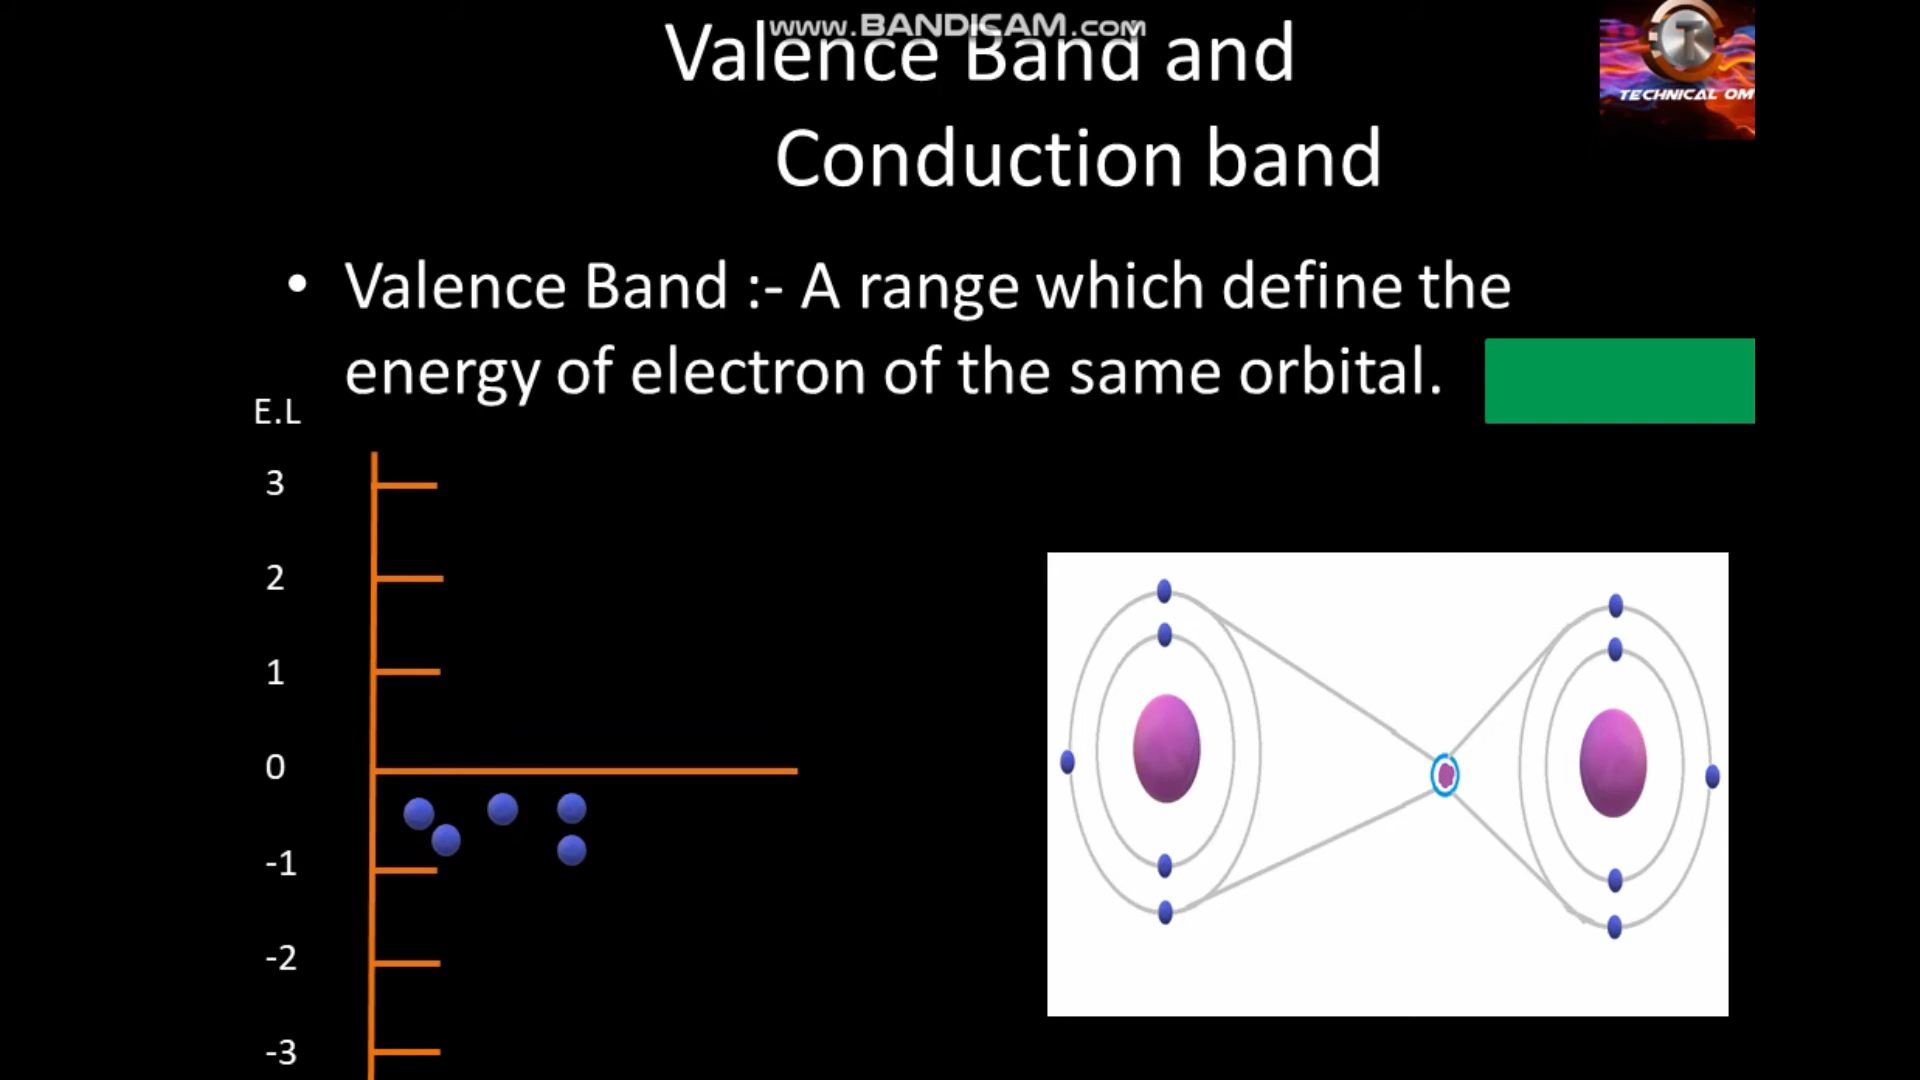 www.BANDICAM.com
Valence Band and
Conduction band
TECHNICAL OM
• Valence Band :- A range which define the
energy of electron of the same orbital.
E.L
3
2
1
0
-1
-2
-3